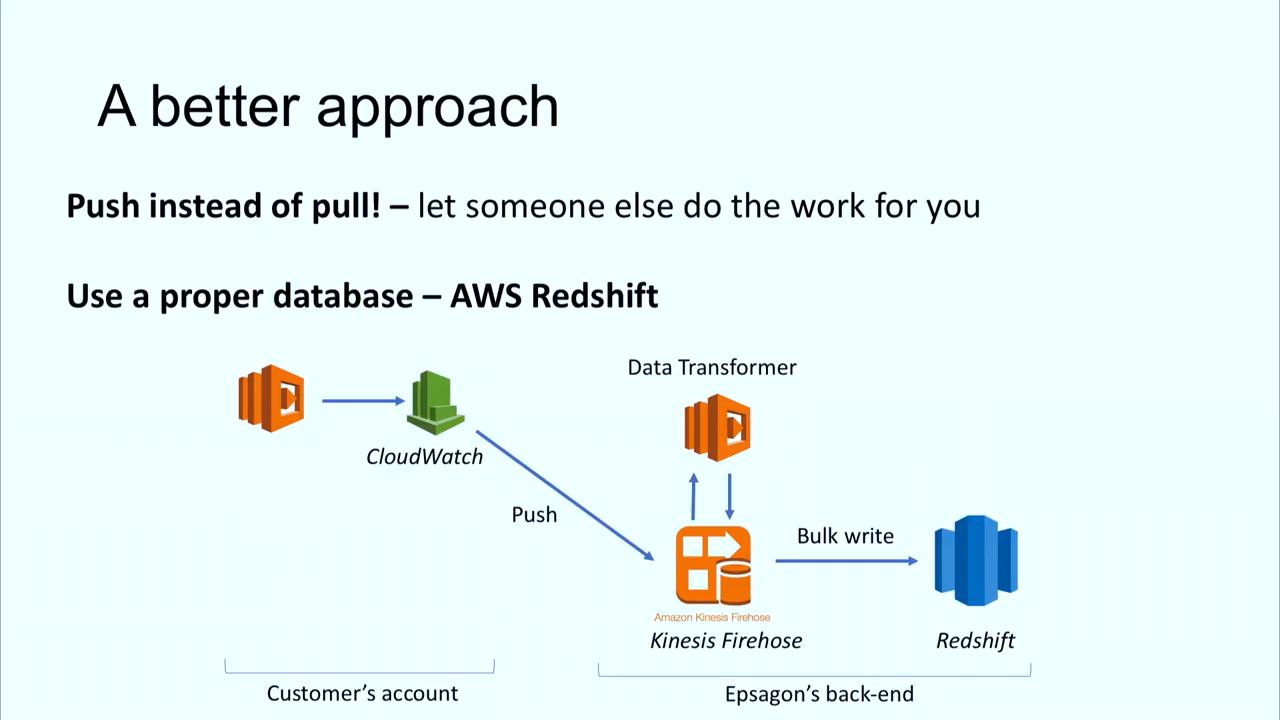 A better approach
Push instead of pull! – let someone else do the work for you
Use a proper database – AWS Redshift
Data Transformer
CloudWatch
Push
Bulk write
Amazon Kinesis Firehose
Kinesis Firehose
Redshift
Customer's account
Epsagon's back-end